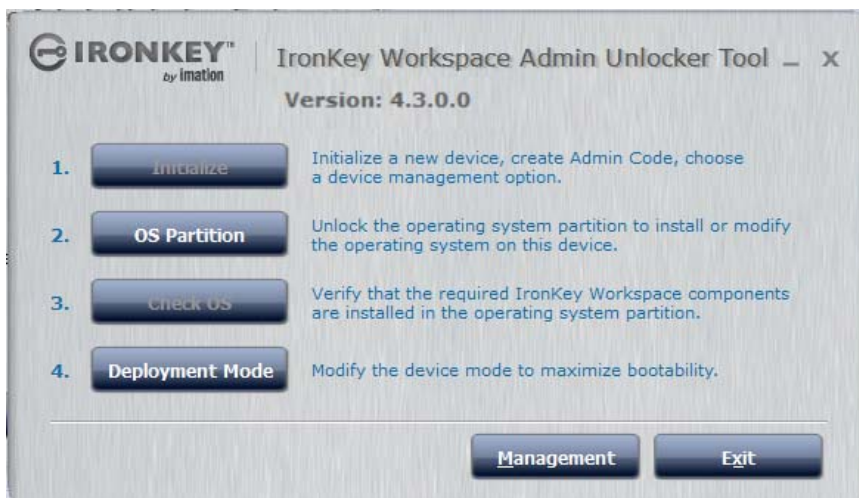 IRONKEY™
by imation
IronKey Workspace Admin Unlocker Tool
Version: 4.3.0.0
1. Initialize
Initialize a new device, create Admin Code, choose
a device management option.
2. OS Partition
Unlock the operating system partition to install or modify
the operating system on this device.
3. Check OS
Verify that the required IronKey Workspace components
are installed in the operating system partition.
4. Deployment Mode
Modify the device mode to maximize bootability.
Management
Exit